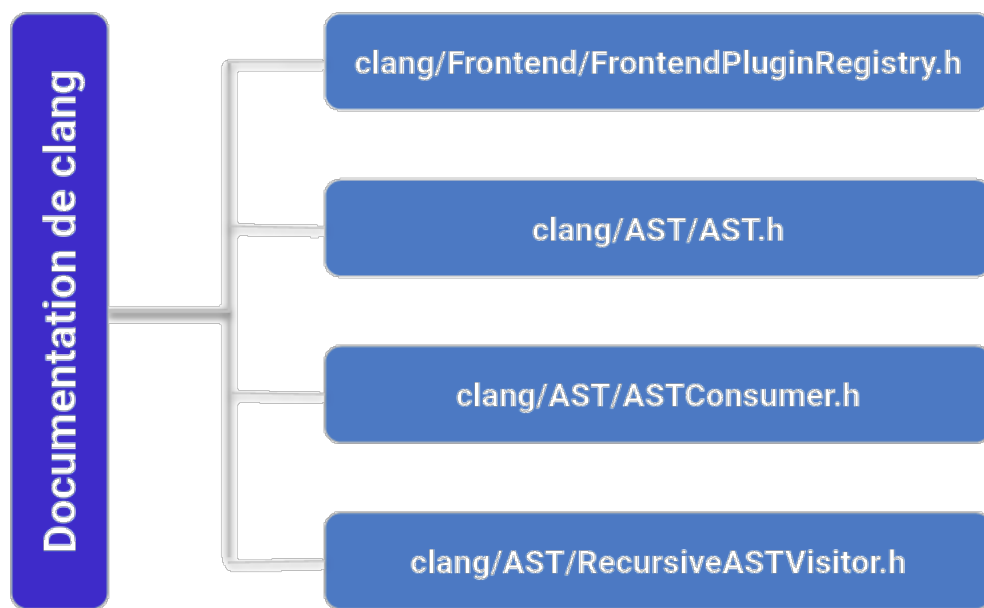 Documentation de clang
clang/Frontend/FrontendPluginRegistry.h
clang/AST/AST.h
clang/AST/ASTConsumer.h
clang/AST/RecursiveASTVisitor.h